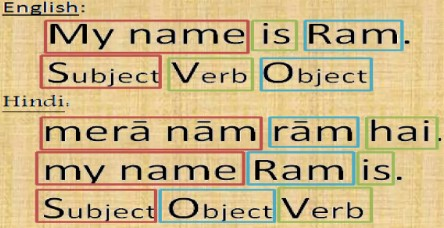 English:
My name is Ram.
Subject Verb Object
Hindi:
merā nām rām hai.
my name Ram is.
Subject Object Verb